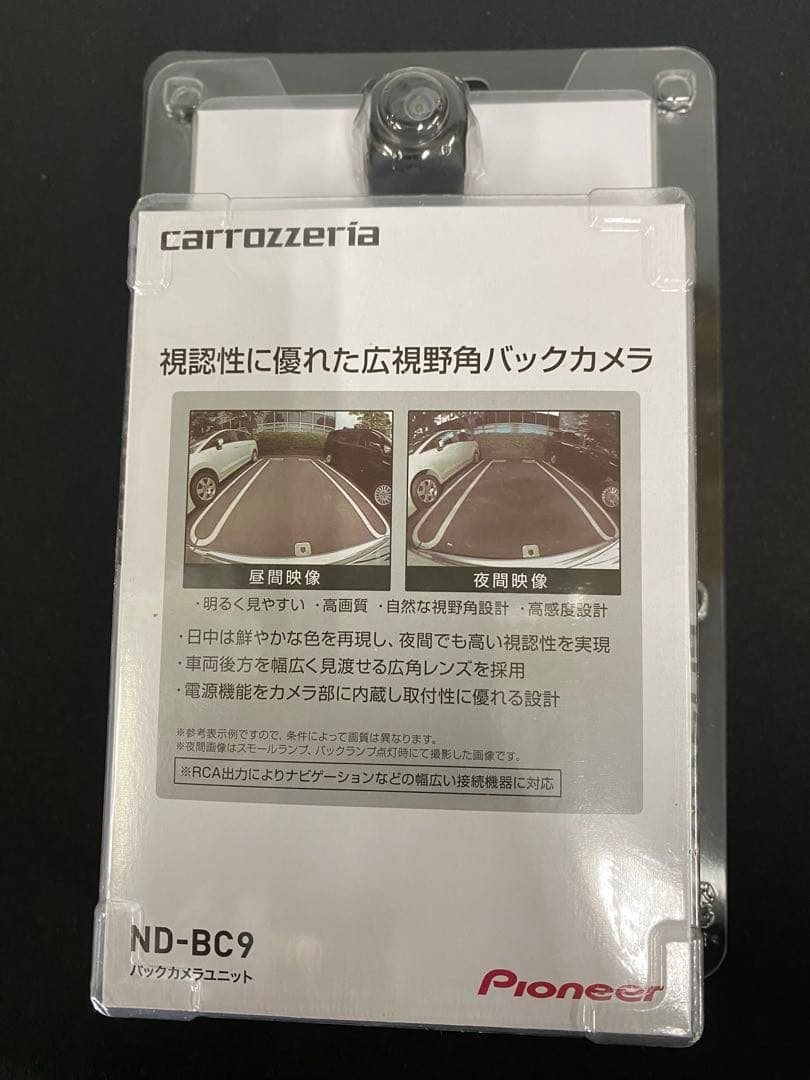 carrozzeria
視認性に優れた広視野角バックカメラ
昼間映像
夜間映像
・明るく見やすい ・高画質 ・自然な視野角設計 ・高感度設計
・日中は鮮やかな色を再現し、夜間でも高い視認性を実現
・車両後方を幅広く見渡せる広角レンズを採用
・電源機能をカメラ部に内蔵し取付性に優れる設計
※参考表示例ですので、条件によって画質は異なります。
※夜間画像はスモールランプ、バックランプ点灯時にて撮影した画像です。
※RCA出力によりナビゲーションなどの幅広い接続機器に対応
ND-BC9
バックカメラユニット
Pioneer